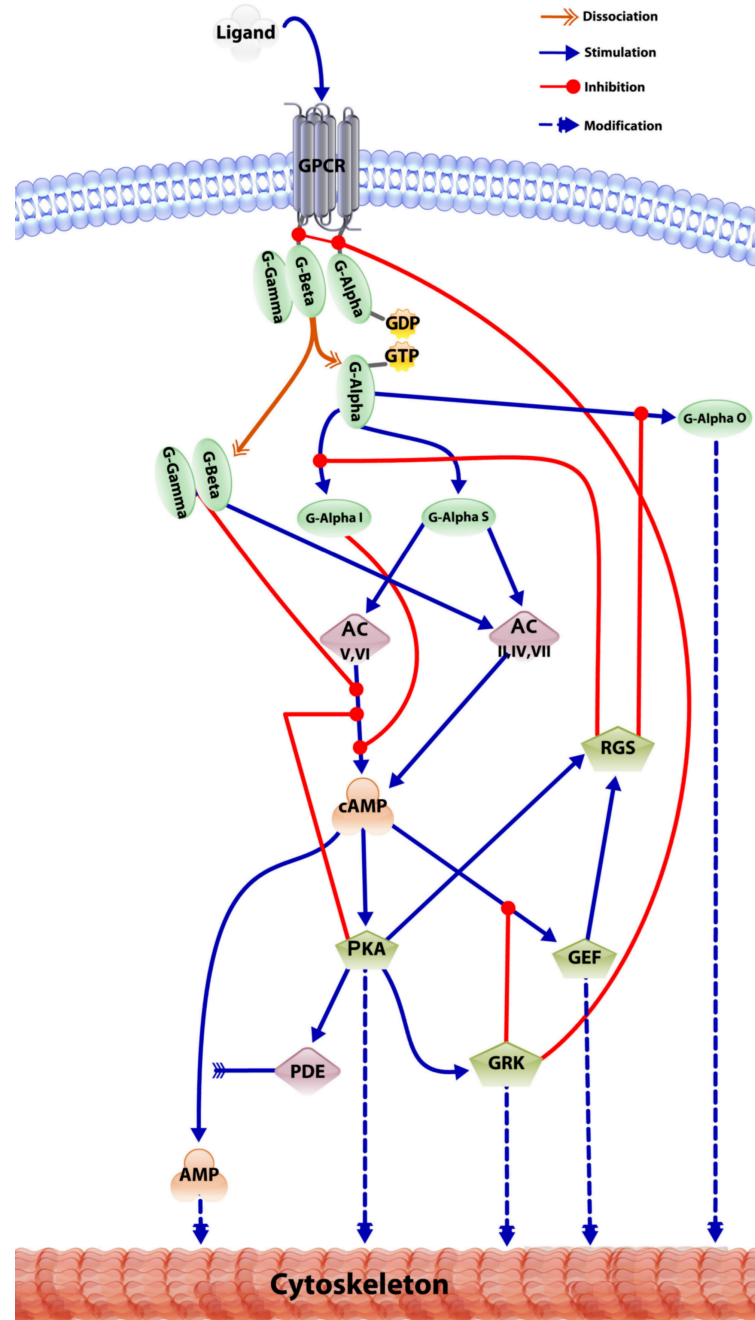 Ligand
Dissociation
Stimulation
Inhibition
Modification
GPCR
G-Gamma
G-Beta
G-Alpha
GDP
GTP
G-Alpha
G-Alpha O
G-Gamma
G-Beta
G-Alpha I
G-Alpha S
AC
V,VI
AC
II,IV,VII
RGS
cAMP
PKA
GEF
PDE
GRK
AMP
Cytoskeleton